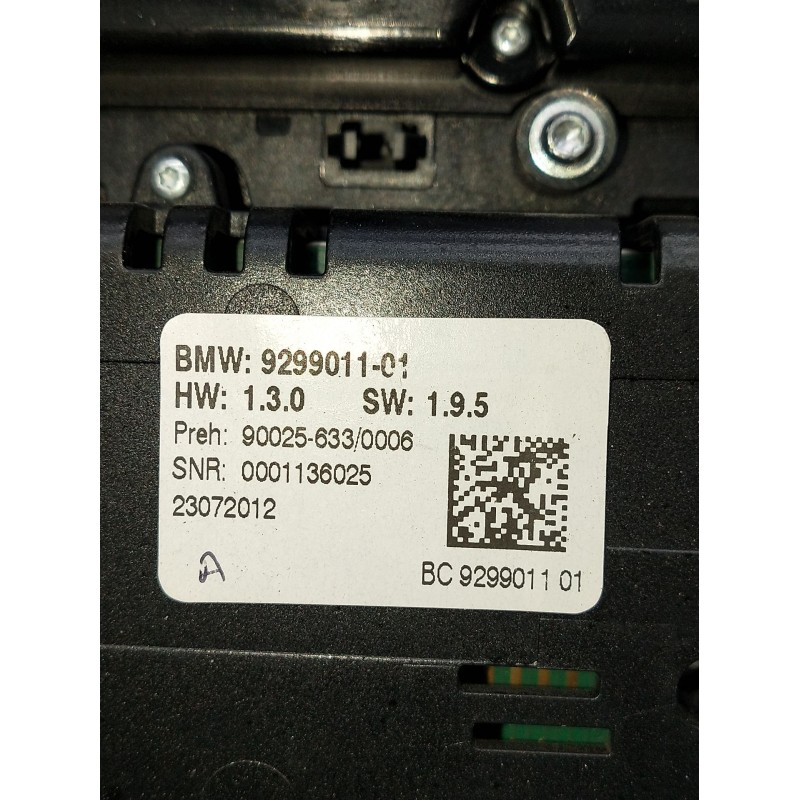 BMW: 9299011-01
HW: 1.3.0 SW: 1.9.5
Preh: 90025-633/0006
SNR: 0001136025
23072012
A
BC 9299011 01